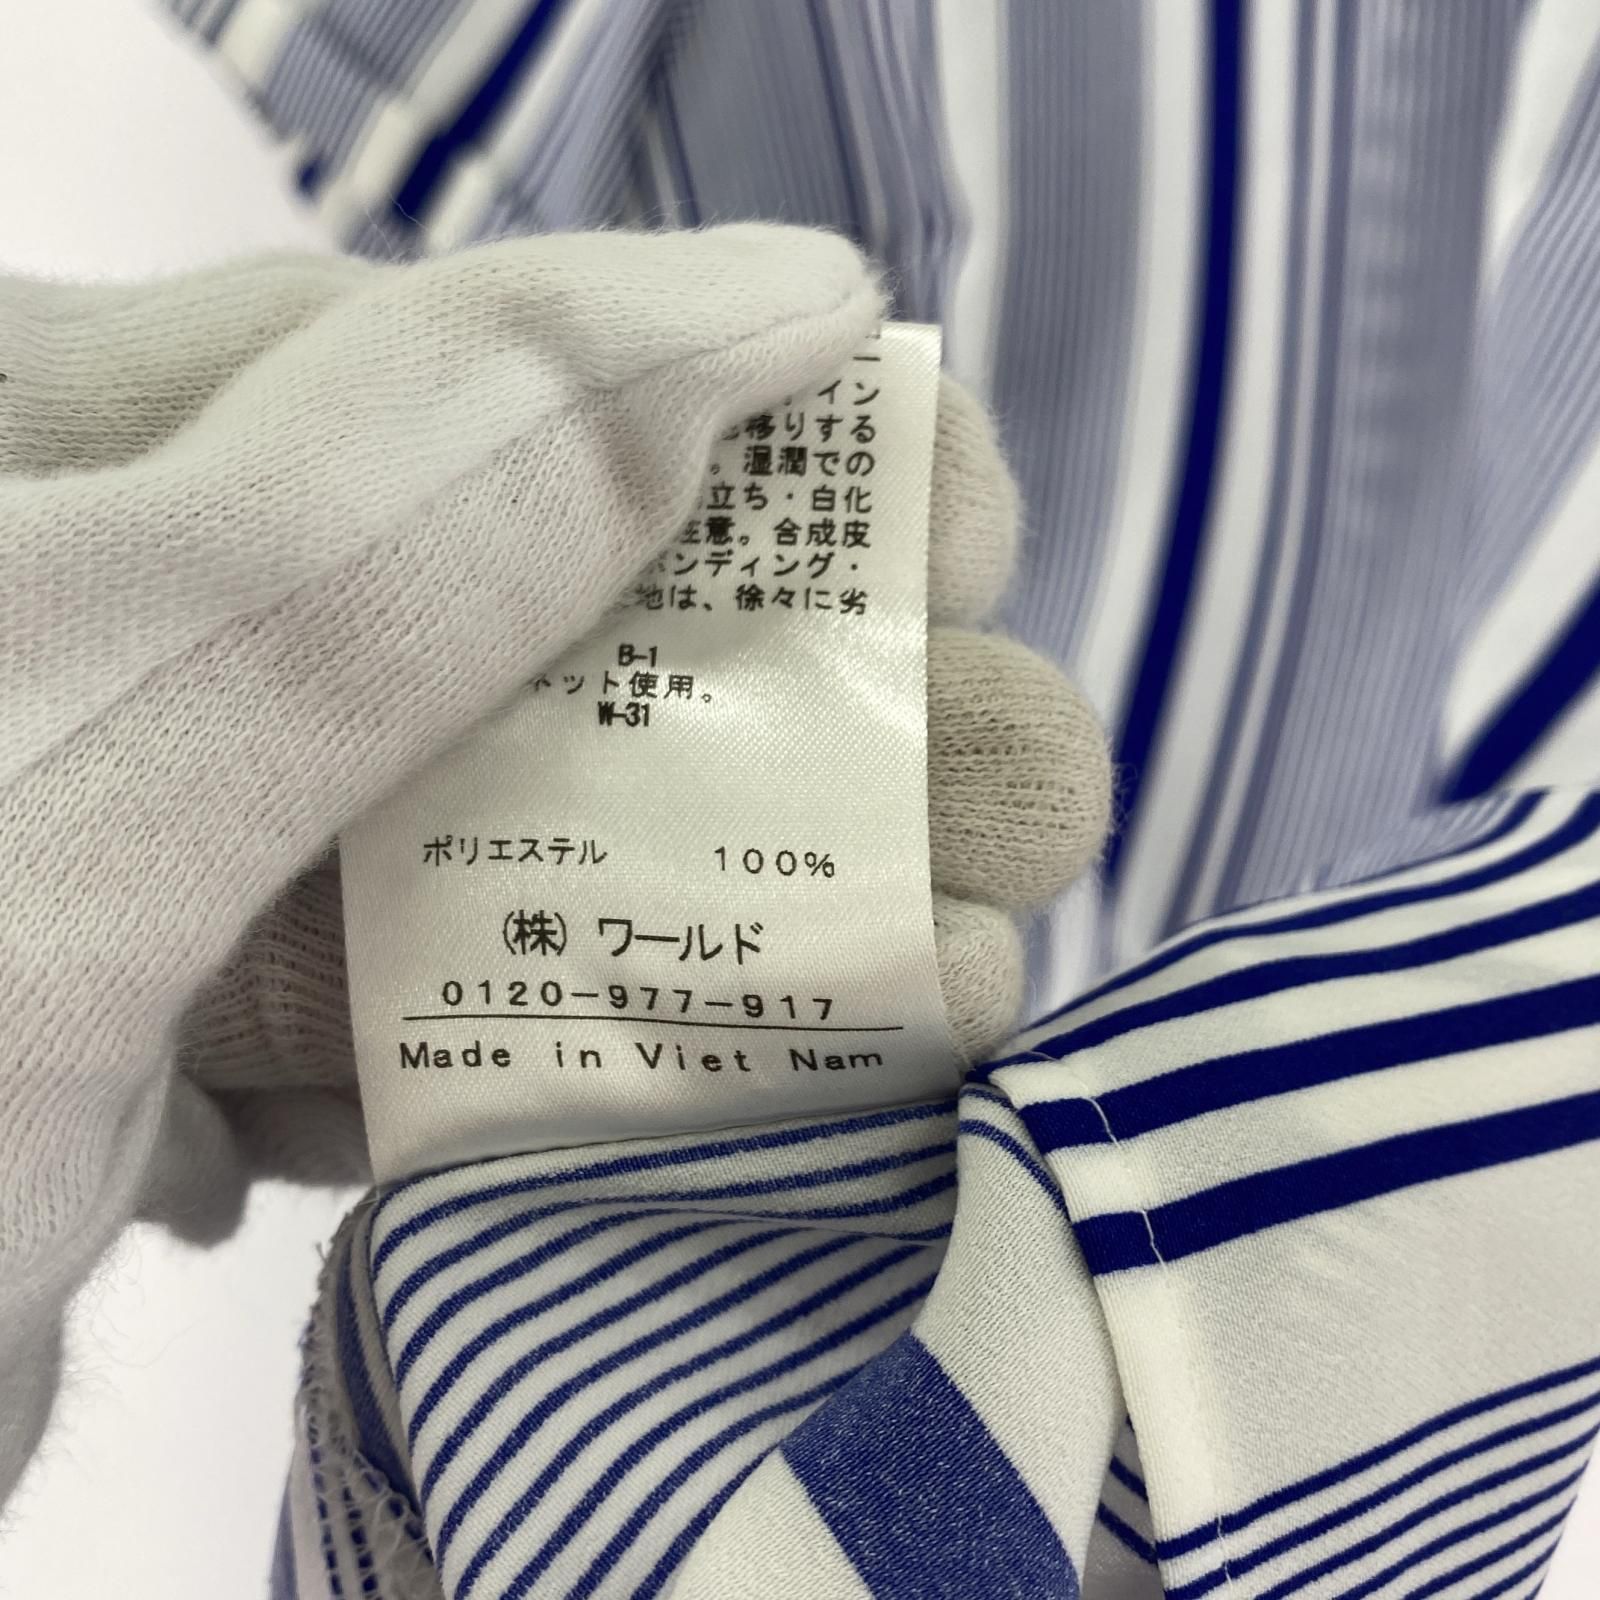 イン
移りする
。湿潤での
立ち・白化
注意。合成皮
ボンディング・
地は、徐々に劣
B-1
ネット使用。
W-31
ポリエステル 100%
(株) ワールド
0120-977-917
Made in Viet Nam